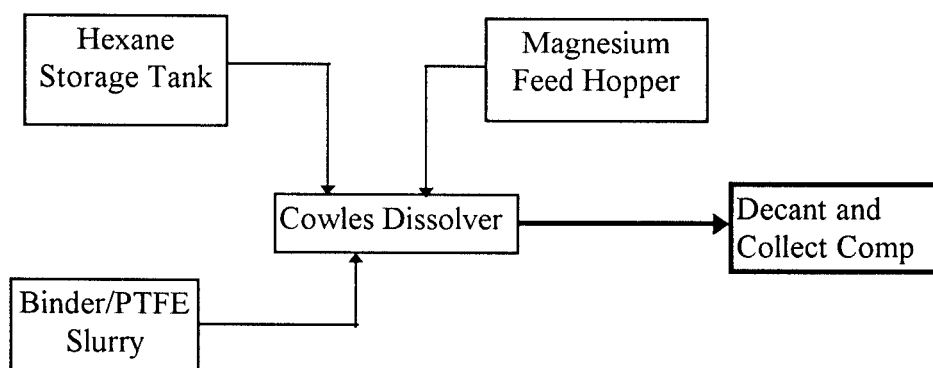 Hexane
Storage Tank
Magnesium
Feed Hopper
Cowles Dissolver
Decant and
Collect Comp
Binder/PTFE
Slurry